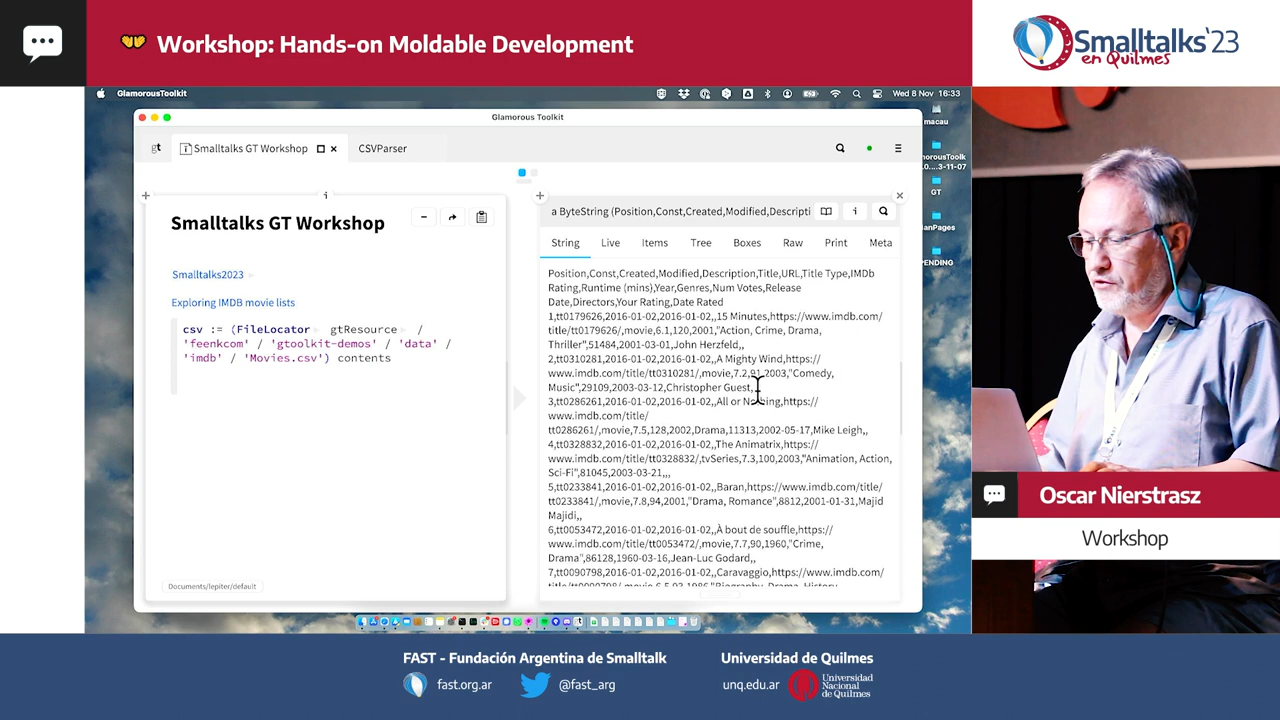 Workshop: Hands-on Moldable Development
Smalltalks'23
en Quilmes
GlamorousToolkit
Wed 8 Nov 16:33
Glamorous Toolkit
macau
gt
Smalltalks GT Workshop
CSVParser
GT
PENDING
Smalltalks GT Workshop
Smalltalks2023
Exploring IMDB movie lists
csv := (FileLocator gtResource /
'feenkcom' / 'gtoolkit-demos' / 'data' /
'imdb' / 'Movies.csv') contents
Documents/lepiter/default
a ByteString (Position,Const,Created,Modified,Descripti
String Live Items Tree Boxes Raw Print Meta
Position,Const,Created,Modified,Description,Title,URL,Title Type,IMDb
Rating,Runtime (mins),Year,Genres,Num Votes,Release
Date,Directors,Your Rating,Date Rated
1,tt0179626,2016-01-02,2016-01-02,,15 Minutes,https://www.imdb.com/
title/tt0179626/,movie,6.1,120,2001,"Action, Crime, Drama,
Thriller",51484,2001-03-01,John Herzfeld,,
2,tt0310281,2016-01-02,2016-01-02,,A Mighty Wind,https://
www.imdb.com/title/tt0310281/,movie,7.2,91,2003,"Comedy,
Music",29109,2003-03-12,Christopher Guest,,
3,tt0286261,2016-01-02,2016-01-02,,All or Nothing,https://
www.imdb.com/title/
tt0286261/,movie,7.5,128,2002,Drama,11313,2002-05-17,Mike Leigh,,
4,tt0328832,2016-01-02,2016-01-02,,The Animatrix,https://
www.imdb.com/title/tt0328832/,tvSeries,7.3,100,2003,"Animation, Action,
Sci-Fi",81045,2003-03-21,,,
5,tt0233841,2016-01-02,2016-01-02,,Baran,https://www.imdb.com/title/
tt0233841/,movie,7.8,94,2001,"Drama, Romance",8812,2001-01-31,Majid
Majidi,,
6,tt0053472,2016-01-02,2016-01-02,,À bout de souffle,https://
www.imdb.com/title/tt0053472/,movie,7.7,90,1960,"Crime,
Drama",86128,1960-03-16,Jean-Luc Godard,,
7,tt0090798,2016-01-02,2016-01-02,,Caravaggio,https://www.imdb.com/
Oscar Nierstrasz
Workshop
FAST - Fundación Argentina de Smalltalk
fast.org.ar
@fast_arg
Universidad de Quilmes
unq.edu.ar
Universidad
Nacional
de Quilmes